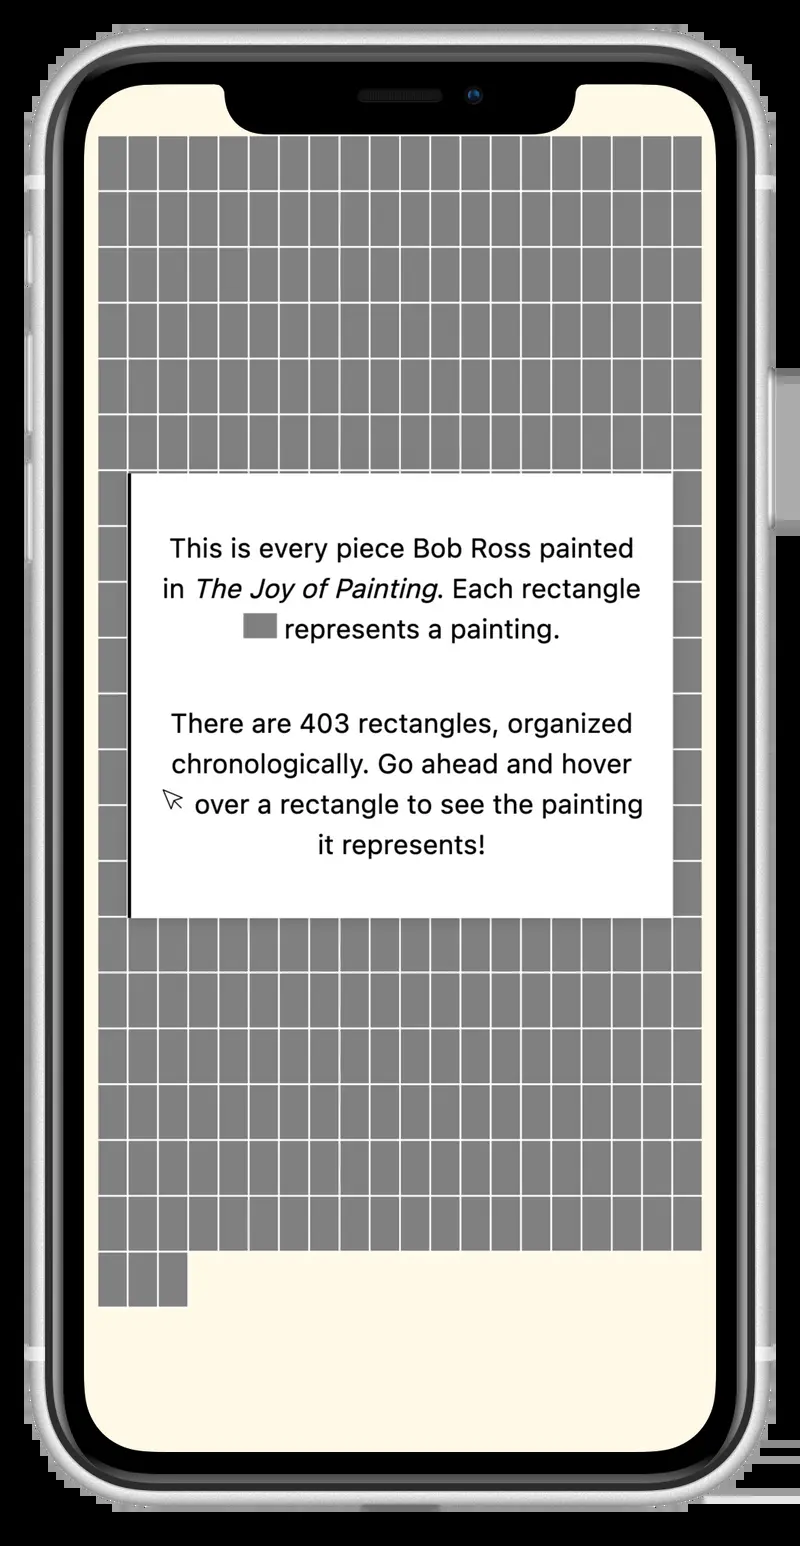 This is every piece Bob Ross painted
in The Joy of Painting. Each rectangle
represents a painting.
There are 403 rectangles, organized
chronologically. Go ahead and hover
over a rectangle to see the painting
it represents!